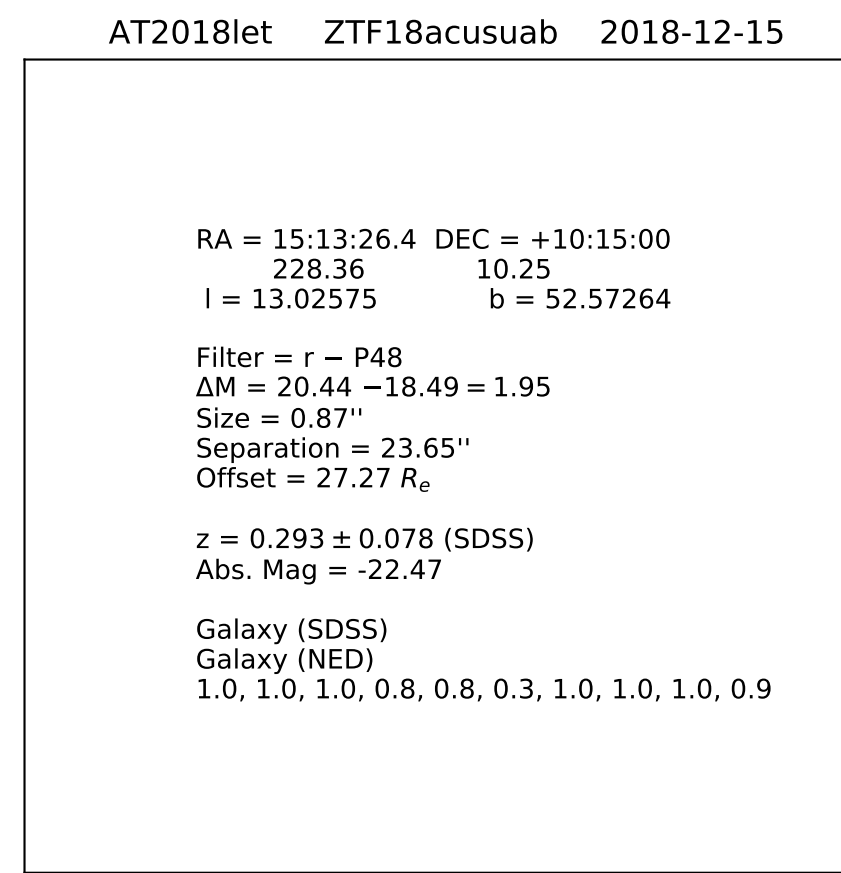 AT2018let ZTF18acusuab 2018-12-15
RA = 15:13:26.4 DEC = +10:15:00
228.36 10.25
l = 13.02575 b = 52.57264
Filter = r − P48
ΔM = 20.44 −18.49 = 1.95
Size = 0.87''
Separation = 23.65''
Offset = 27.27 Rₑ
z = 0.293 ± 0.078 (SDSS)
Abs. Mag = -22.47
Galaxy (SDSS)
Galaxy (NED)
1.0, 1.0, 1.0, 0.8, 0.8, 0.3, 1.0, 1.0, 1.0, 0.9